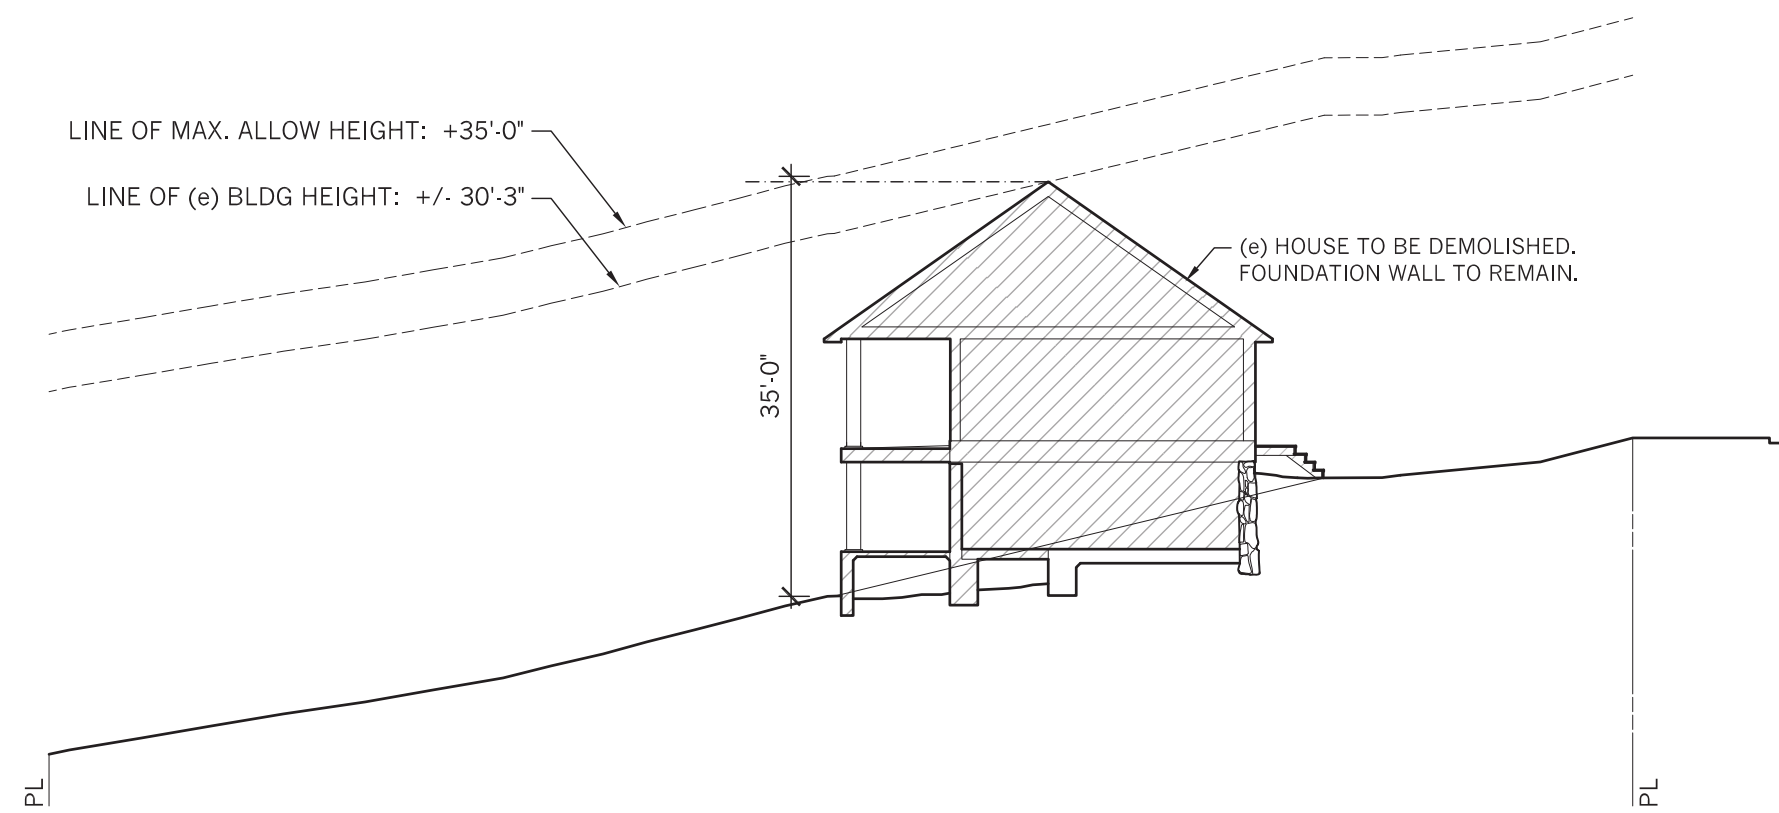 LINE OF MAX. ALLOW HEIGHT: +35'-0"
LINE OF (e) BLDG HEIGHT: +/- 30'-3"
(e) HOUSE TO BE DEMOLISHED.
FOUNDATION WALL TO REMAIN.
35'-0"
PL
PL